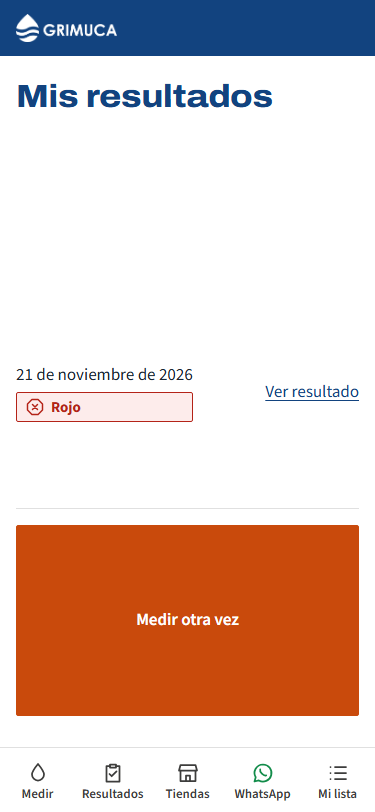 GRIMUCA
Mis resultados
21 de noviembre de 2026
Rojo
Ver resultado
Medir otra vez
Medir
Resultados
Tiendas
WhatsApp
Mi lista